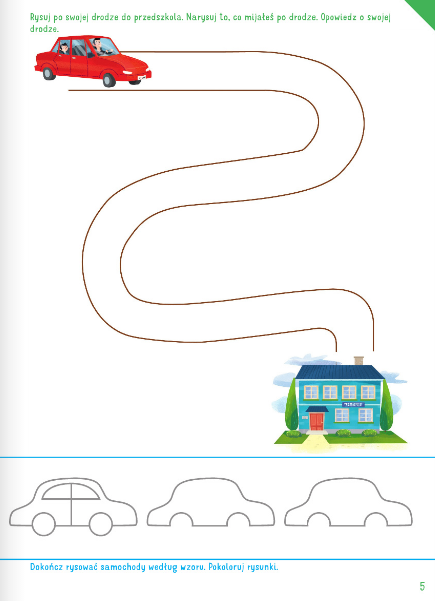 Rysuj po swojej drodze do przedszkola. Narysuj to, co mijałeś po drodze. Opowiedz o swojej
drodze.
Dokończ rysować samochody według wzoru. Pokoloruj rysunki.
5